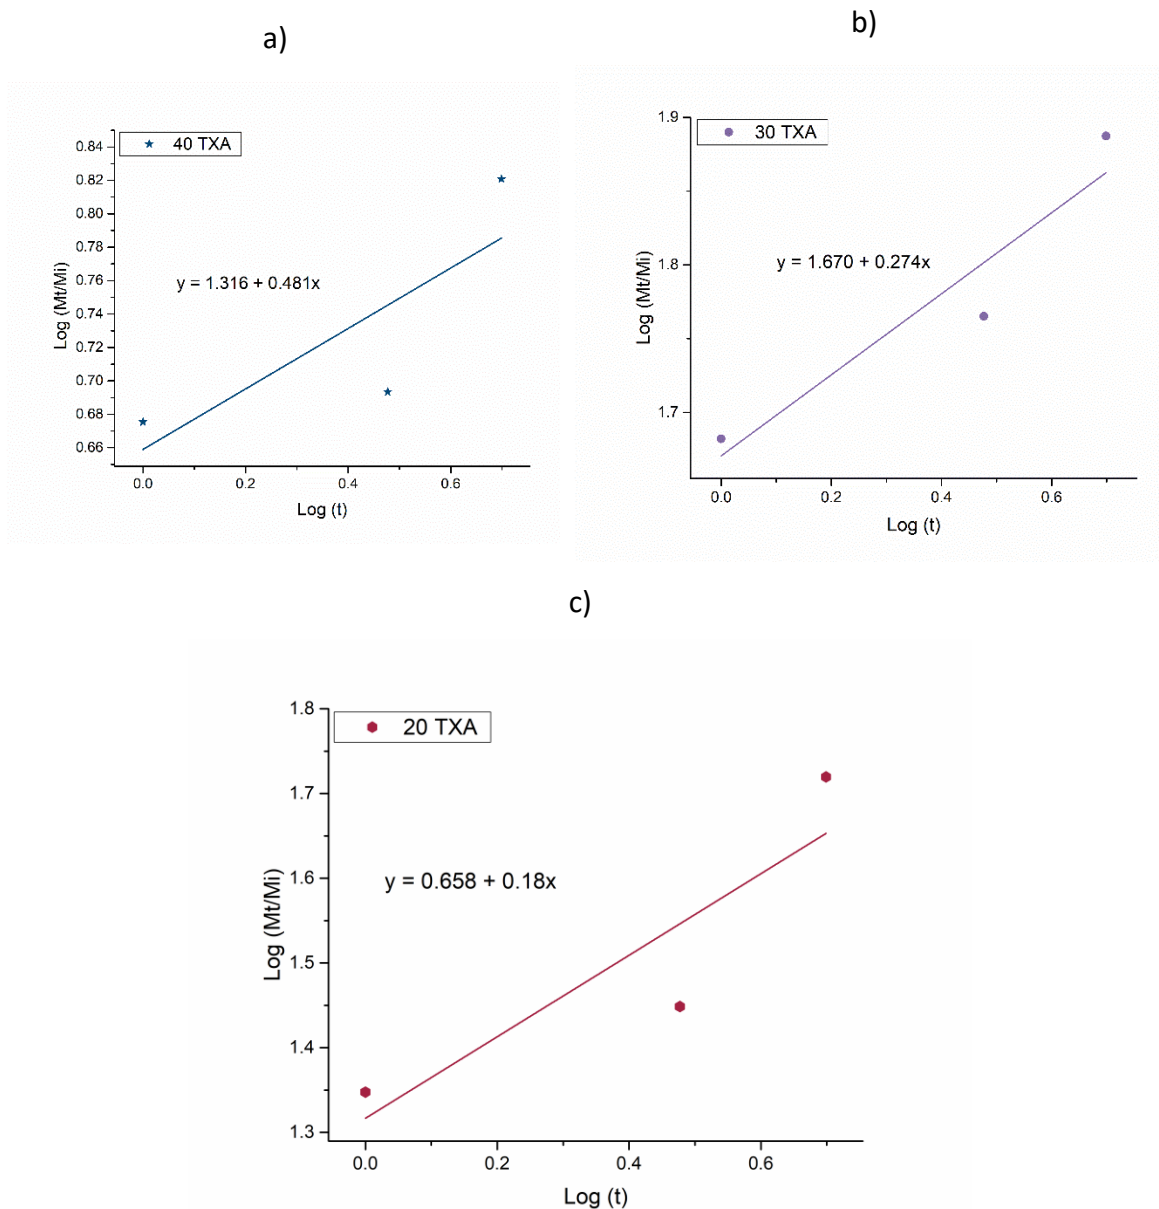 a)
40 TXA
0.84
0.82
0.80
0.78
0.76
0.74
0.72
0.70
0.68
0.66
Log (Mt/Mi)
y = 1.316 + 0.481x
0.0 0.2 0.4 0.6
Log (t)
b)
30 TXA
1.9
1.8
1.7
Log (Mt/Mi)
y = 1.670 + 0.274x
0.0 0.2 0.4 0.6
Log (t)
c)
20 TXA
1.8
1.7
1.6
1.5
1.4
1.3
Log (Mt/Mi)
y = 0.658 + 0.18x
0.0 0.2 0.4 0.6
Log (t)